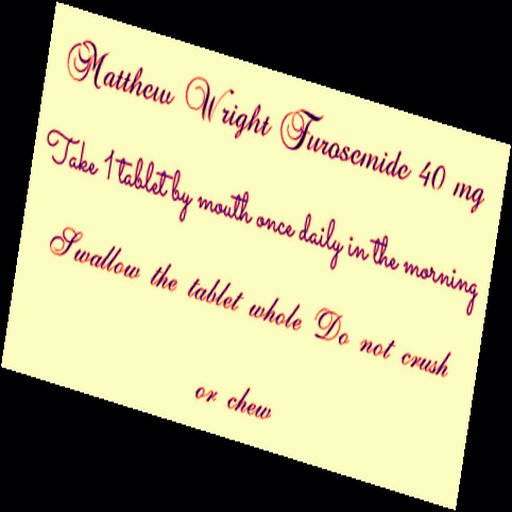 Matthew Wright Furosemide 40 mg
Take 1 tablet by mouth once daily in the morning
Swallow the tablet whole Do not crush
or chew